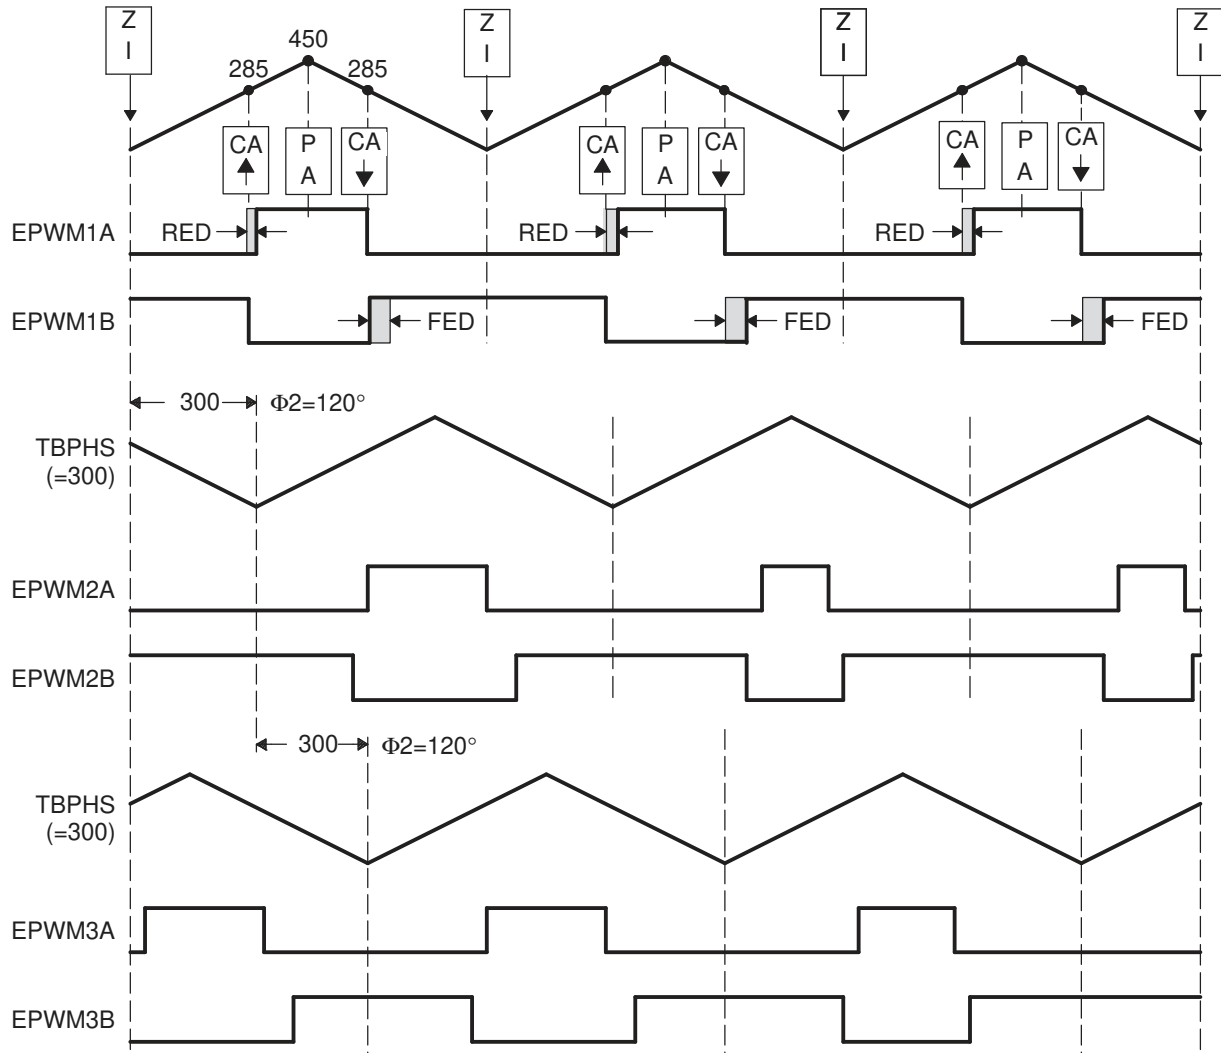 Z
I
Z
I
Z
I
Z
I
450
285
285
CA
P
A
CA
CA
P
A
CA
CA
P
A
CA
EPWM1A
RED
RED
RED
EPWM1B
FED
FED
FED
300
Φ2=120°
TBPHS
(=300)
EPWM2A
EPWM2B
300
Φ2=120°
TBPHS
(=300)
EPWM3A
EPWM3B